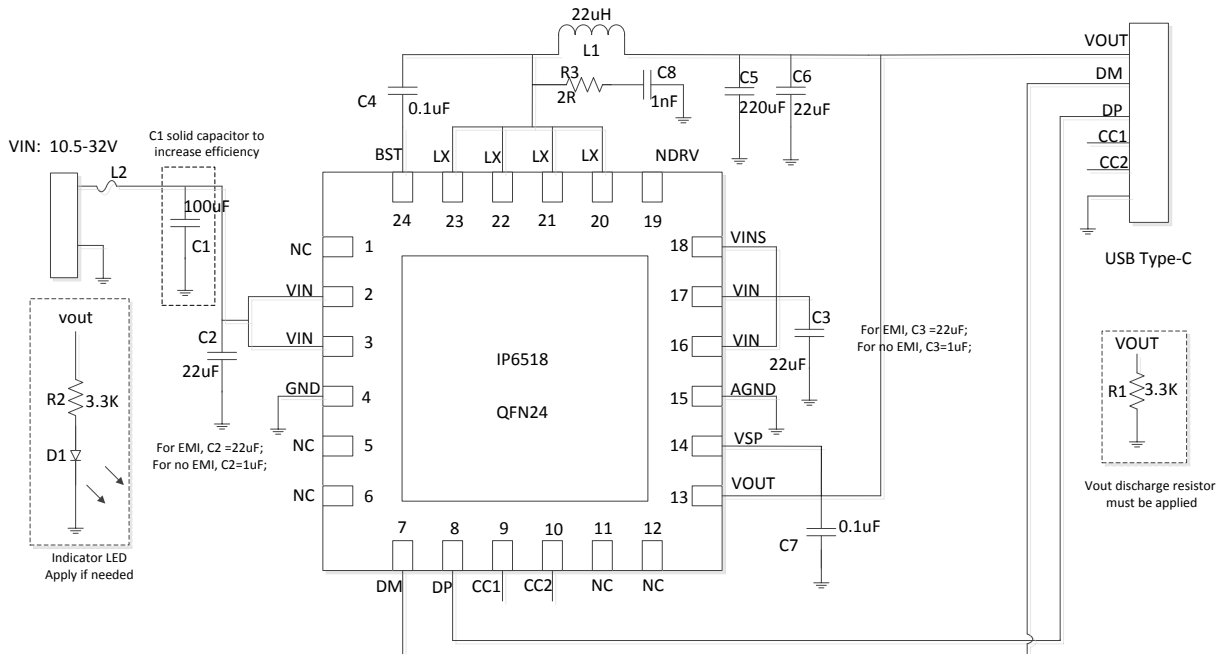 22uH
L1
VOUT
R3
C8
DM
C5
C6
2R
1nF
C4
0.1uF
220uF
22uF
DP
C1 solid capacitor to
increase efficiency
VIN: 10.5-32V
CC1
CC2
L2
BST
LX
LX
LX
LX
NDRV
100uF
C1
24
23
22
21
20
19
NC
1
18
VINS
USB Type-C
VIN
2
17
VIN
vout
C3
For EMI, C3 =22uF;
For no EMI, C3=1uF;
C2
VIN
3
16
VIN
22uF
22uF
IP6518
VOUT
GND
4
15
AGND
R1
3.3K
R2
3.3K
QFN24
For EMI, C2 =22uF;
For no EMI, C2=1uF;
NC
5
14
VSP
D1
Vout discharge resistor
must be applied
NC
6
13
VOUT
7
8
9
10
11
12
0.1uF
C7
Indicator LED
Apply if needed
DM
DP
CC1
CC2
NC
NC